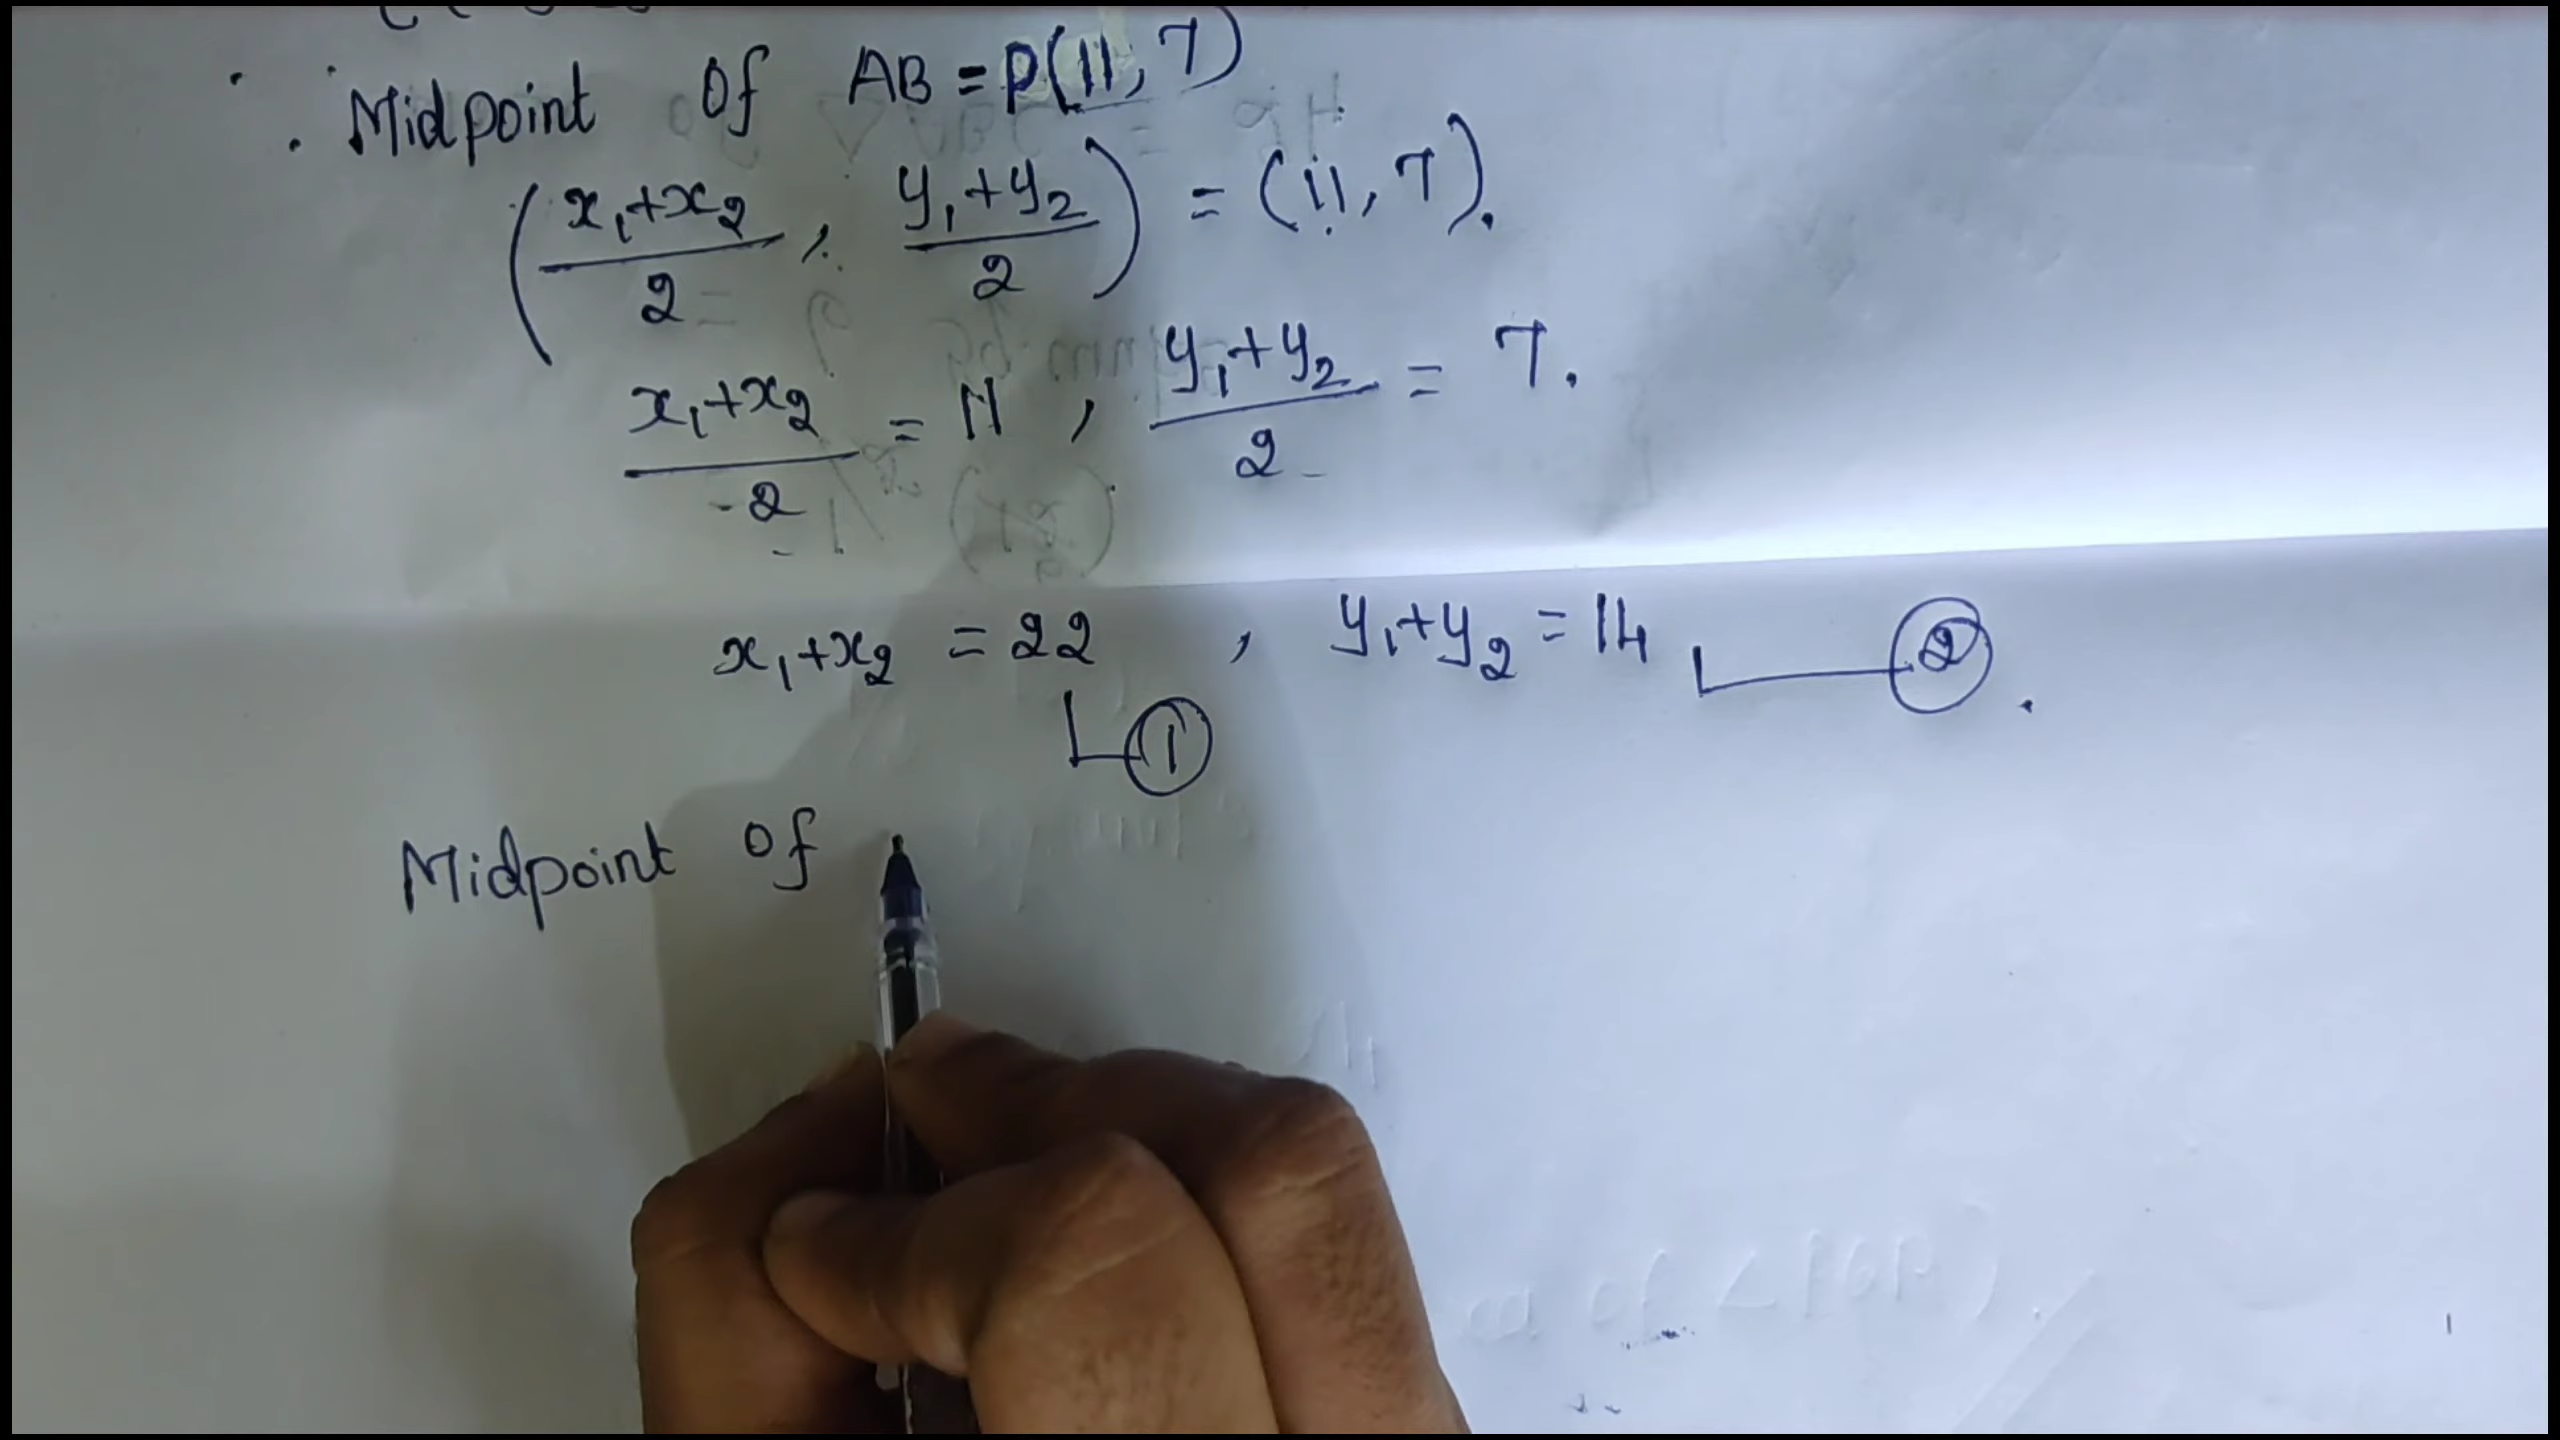 ∴ Midpoint Of AB = P(11, 7)
(x₁+x₂/2, y₁+y₂/2) = (11, 7).
x₁+x₂/2 = 11, y₁+y₂/2 = 7.
x₁+x₂ = 22, y₁+y₂ = 14 ②.
①
Midpoint Of